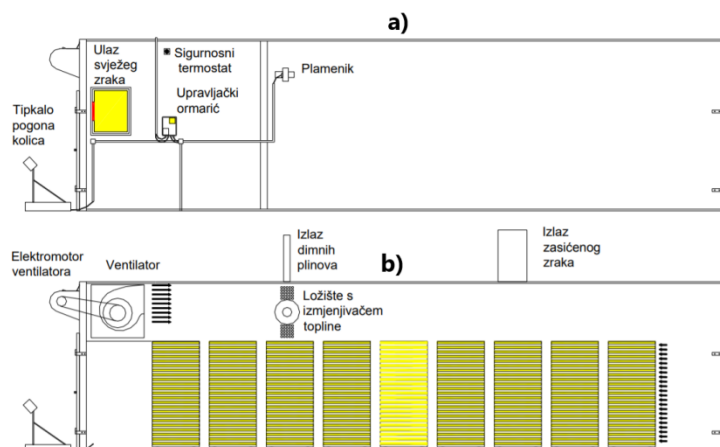 a)
Ulaz
svježeg
zraka
Sigurnosni
termostat
Upravljački
ormarić
Plamenik
Tipkalo
pogona
kolica
Izlaz
dimnih
plinova
b)
Izlaz
zasićenog
zraka
Elektromotor
ventilatora
Ventilator
Ložište s
izmjenjivačem
topline